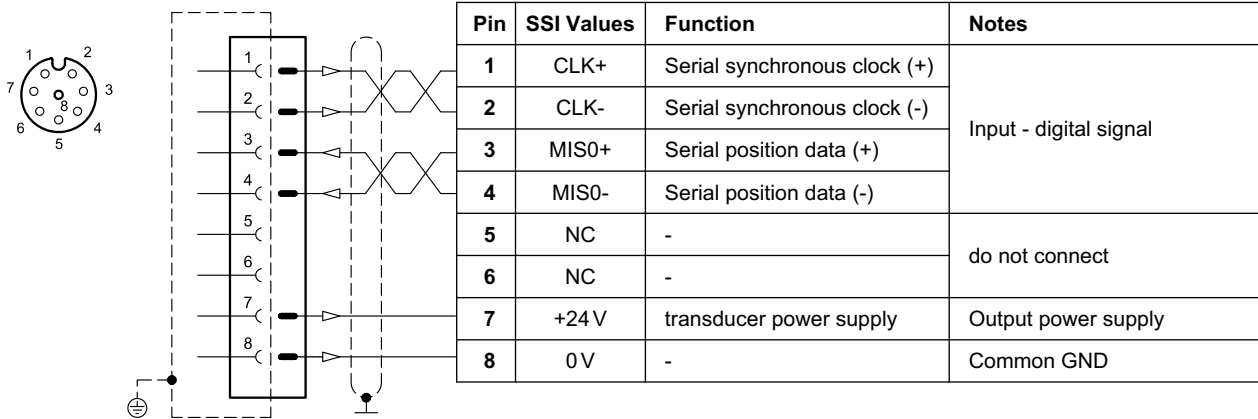 1 2
7 8 3
6 4
5
1
2
3
4
5
6
7
8
Pin SSI Values Function Notes
1 CLK+ Serial synchronous clock (+)
2 CLK- Serial synchronous clock (-)
Input - digital signal
3 MIS0+ Serial position data (+)
4 MIS0- Serial position data (-)
5 NC -
do not connect
6 NC -
7 +24 V transducer power supply Output power supply
8 0 V - Common GND